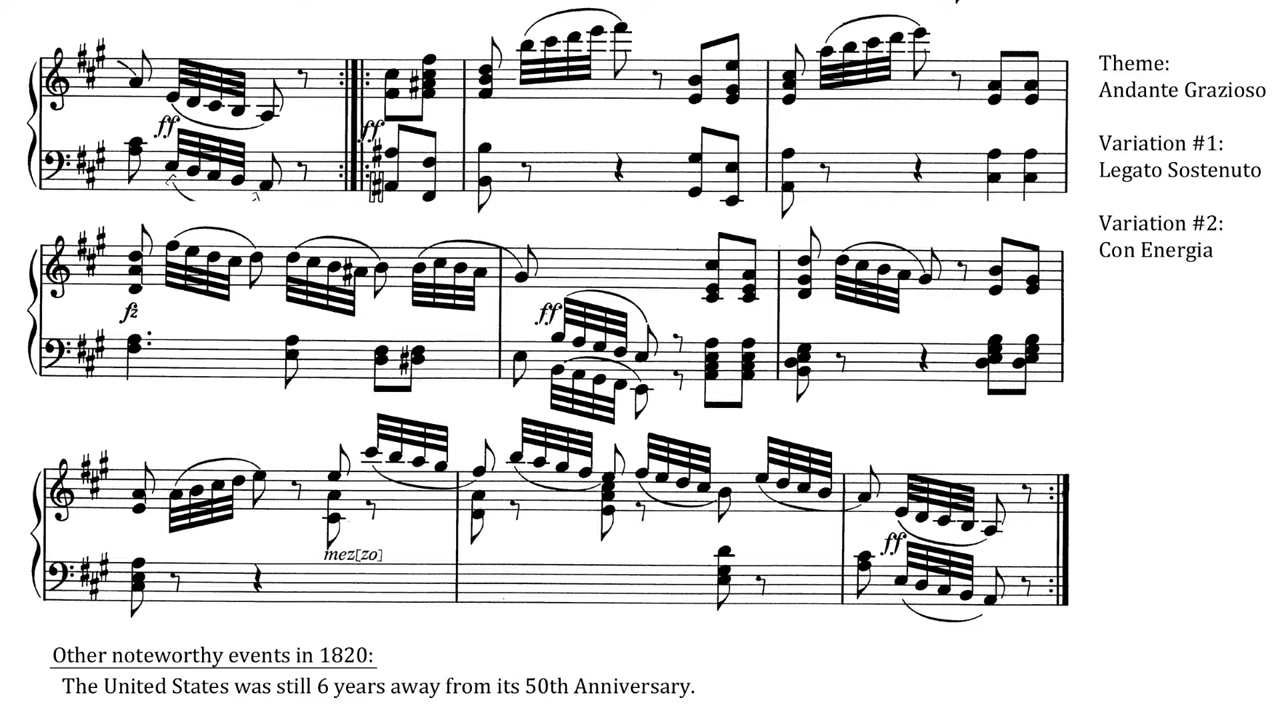 Theme:
Andante Grazioso
Variation #1:
Legato Sostenuto
Variation #2:
Con Energia
ff
ff
fz
ff
mez[zo]
ff
Other noteworthy events in 1820:
The United States was still 6 years away from its 50th Anniversary.